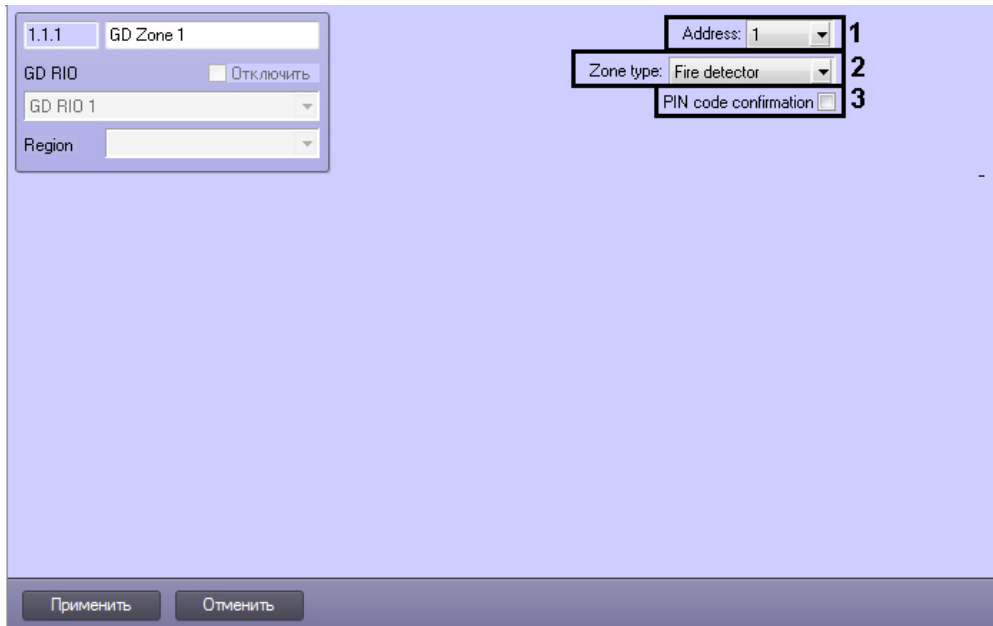 1.1.1 GD Zone 1
GD RIO Отключить
GD RIO 1
Region
Address: 1 1
Zone type: Fire detector 2
PIN code confirmation 3
-
Применить Отменить